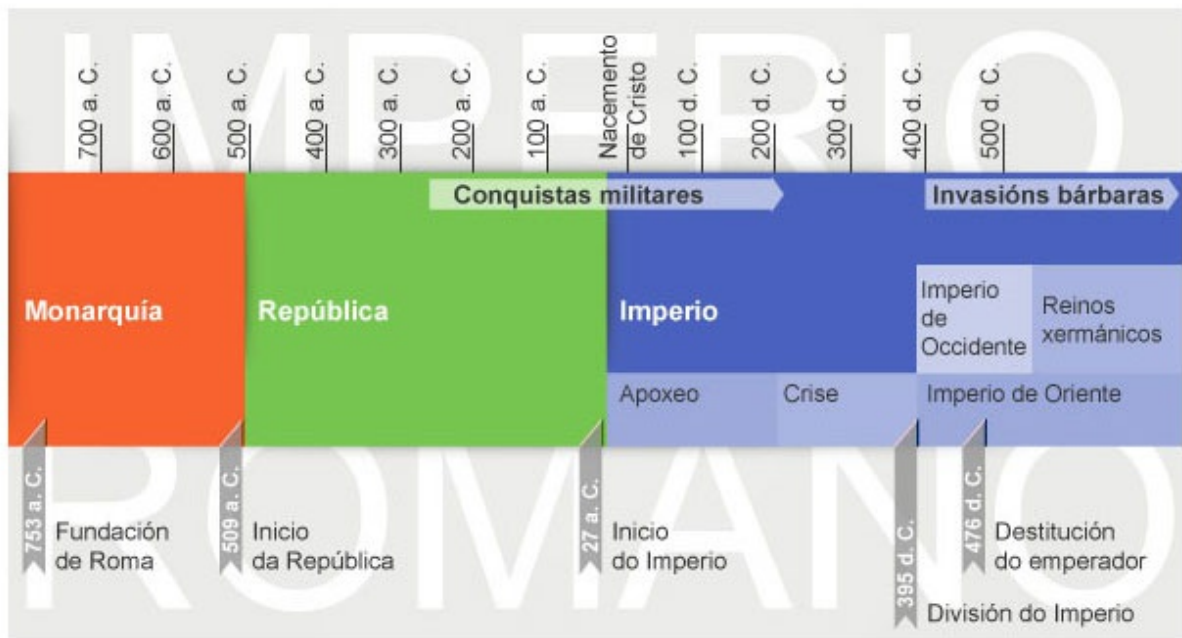 IMPERIO
700 a. C.
600 a. C.
500 a. C.
400 a. C.
300 a. C.
200 a. C.
100 a. C.
Nacemento
de Cristo
100 d. C.
200 d. C.
300 d. C.
400 d. C.
500 d. C.
Conquistas militares
Invasións bárbaras
Monarquía
República
Imperio
Imperio
de
Occidente
Reinos
xermánicos
Apoxeo
Crise
Imperio de Oriente
753 a. C.
Fundación
de Roma
509 a. C.
Inicio
da República
27 a. C.
Inicio
do Imperio
395 d. C.
División do Imperio
476 d. C.
Destitución
do emperador
ROMANO